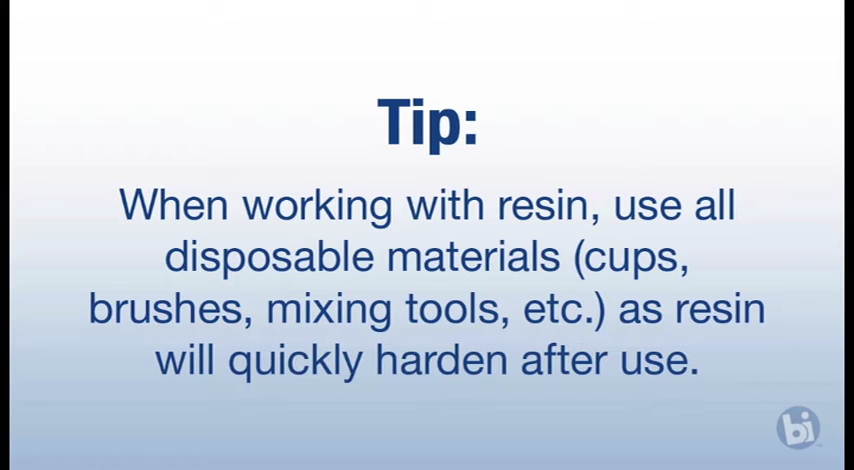 Tip:
When working with resin, use all
disposable materials (cups,
brushes, mixing tools, etc.) as resin
will quickly harden after use.
bi